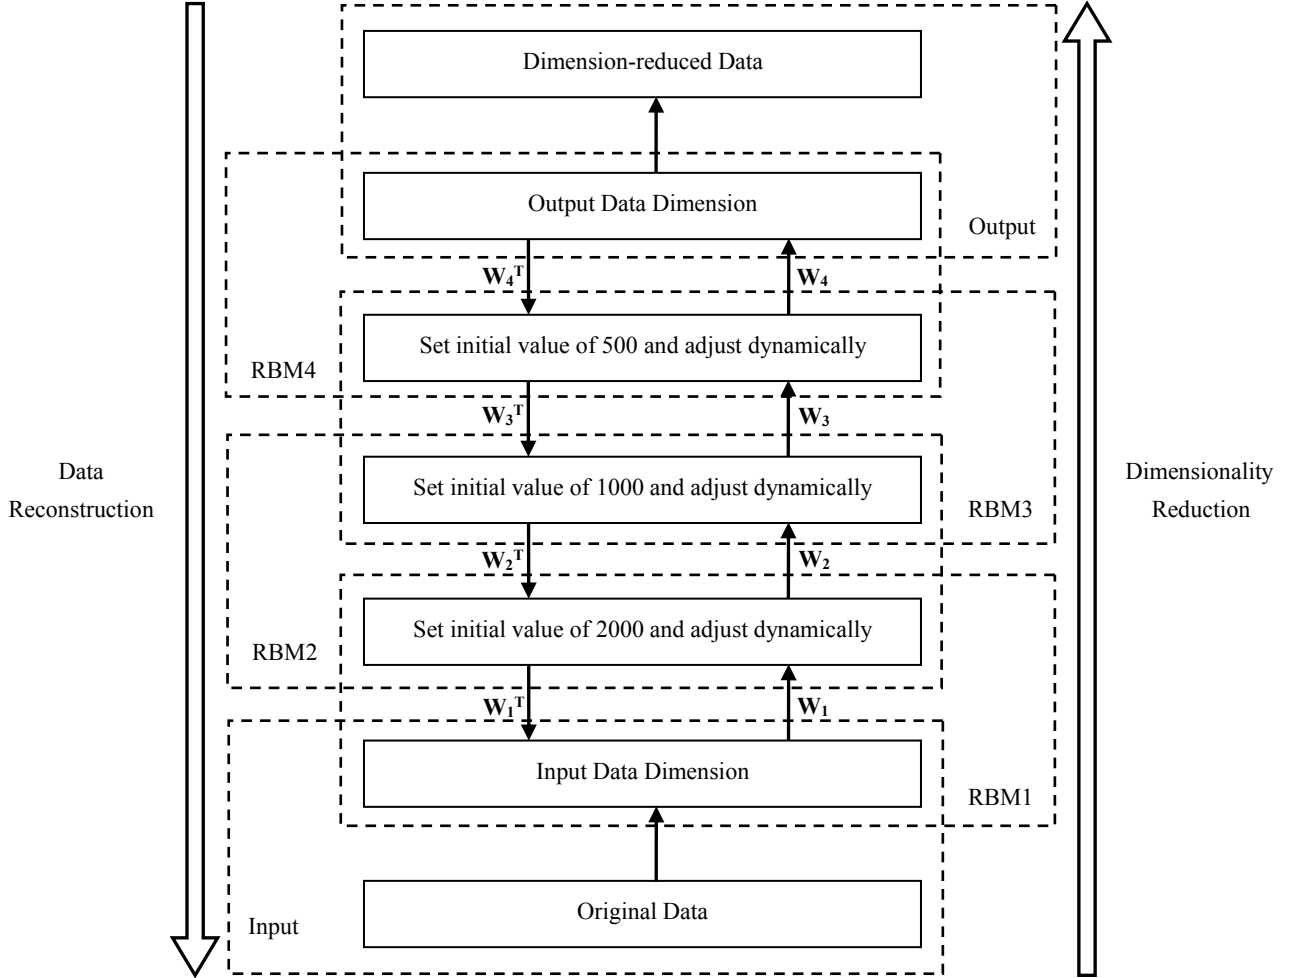 Dimension-reduced Data
Output Data Dimension
Output
W₄ᵀ
W₄
Set initial value of 500 and adjust dynamically
RBM4
W₃ᵀ
W₃
Data
Reconstruction
Set initial value of 1000 and adjust dynamically
RBM3
Dimensionality
Reduction
W₂ᵀ
W₂
Set initial value of 2000 and adjust dynamically
RBM2
W₁ᵀ
W₁
Input Data Dimension
RBM1
Original Data
Input